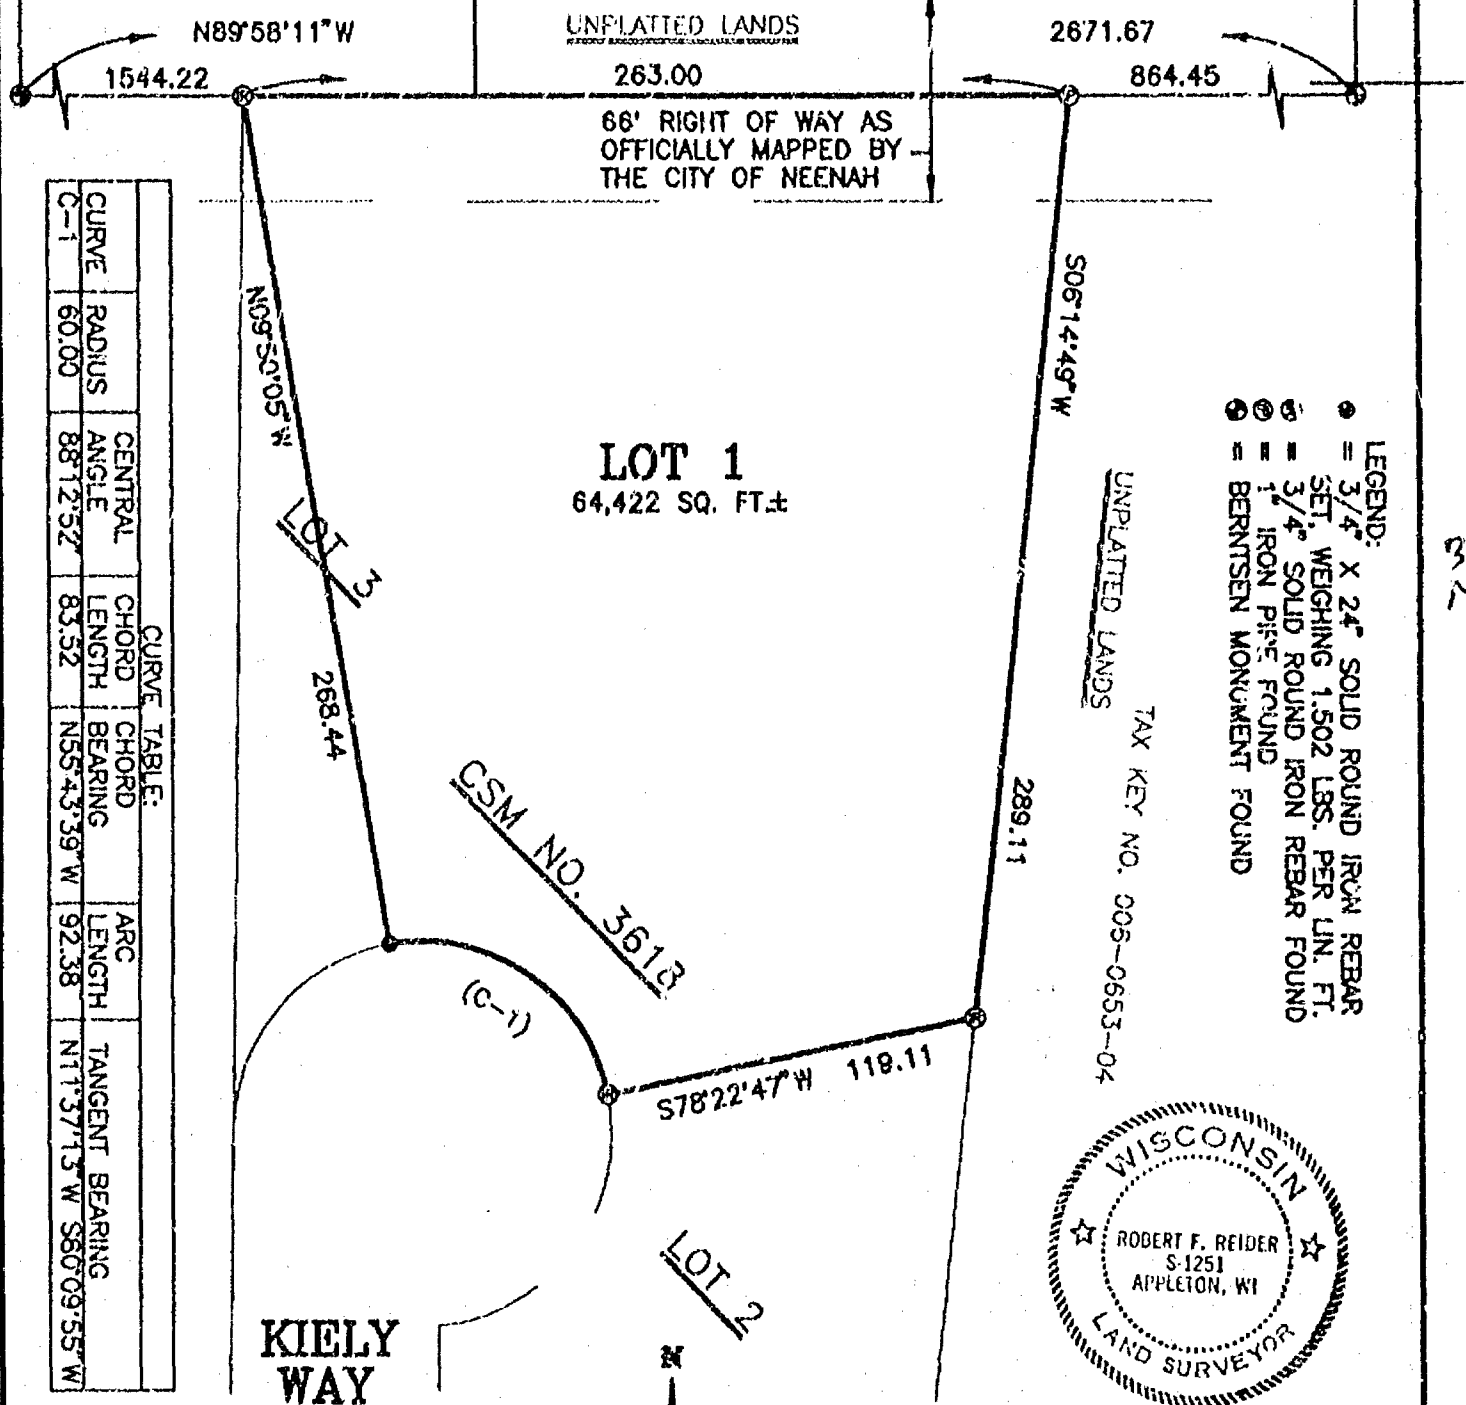 UNPLATTED LANDS
N89°58'11"W
2671.67
1544.22
263.00
864.45
66' RIGHT OF WAY AS
OFFICIALLY MAPPED BY
THE CITY OF NEENAH
N09°50'05"W
268.44
S06°14'49"W
289.11
LOT 1
64,422 SQ. FT.±
LOT 3
CSM NO. 3618
(C-1)
S78°22'47"W 119.11
LOT 2
KIELY
WAY
N
UNPLATTED LANDS
TAX KEY NO. 006-0653-04
LEGEND:
= 3/4" X 24" SOLID ROUND IRON REBAR
SET, WEIGHING 1.502 LBS. PER LIN. FT.
= 3/4" SOLID ROUND IRON REBAR FOUND
= 1" IRON PIPE FOUND
= BERNTSEN MONUMENT FOUND
CURVE TABLE:
CURVE RADIUS CENTRAL ANGLE CHORD LENGTH CHORD BEARING ARC LENGTH TANGENT BEARING
C-1 60.00 88°12'52" 83.52 N55°43'39"W 92.38 N11°37'13"W S80°09'55"W
WISCONSIN
ROBERT F. REIDER
S-1251
APPLETON, WI
LAND SURVEYOR